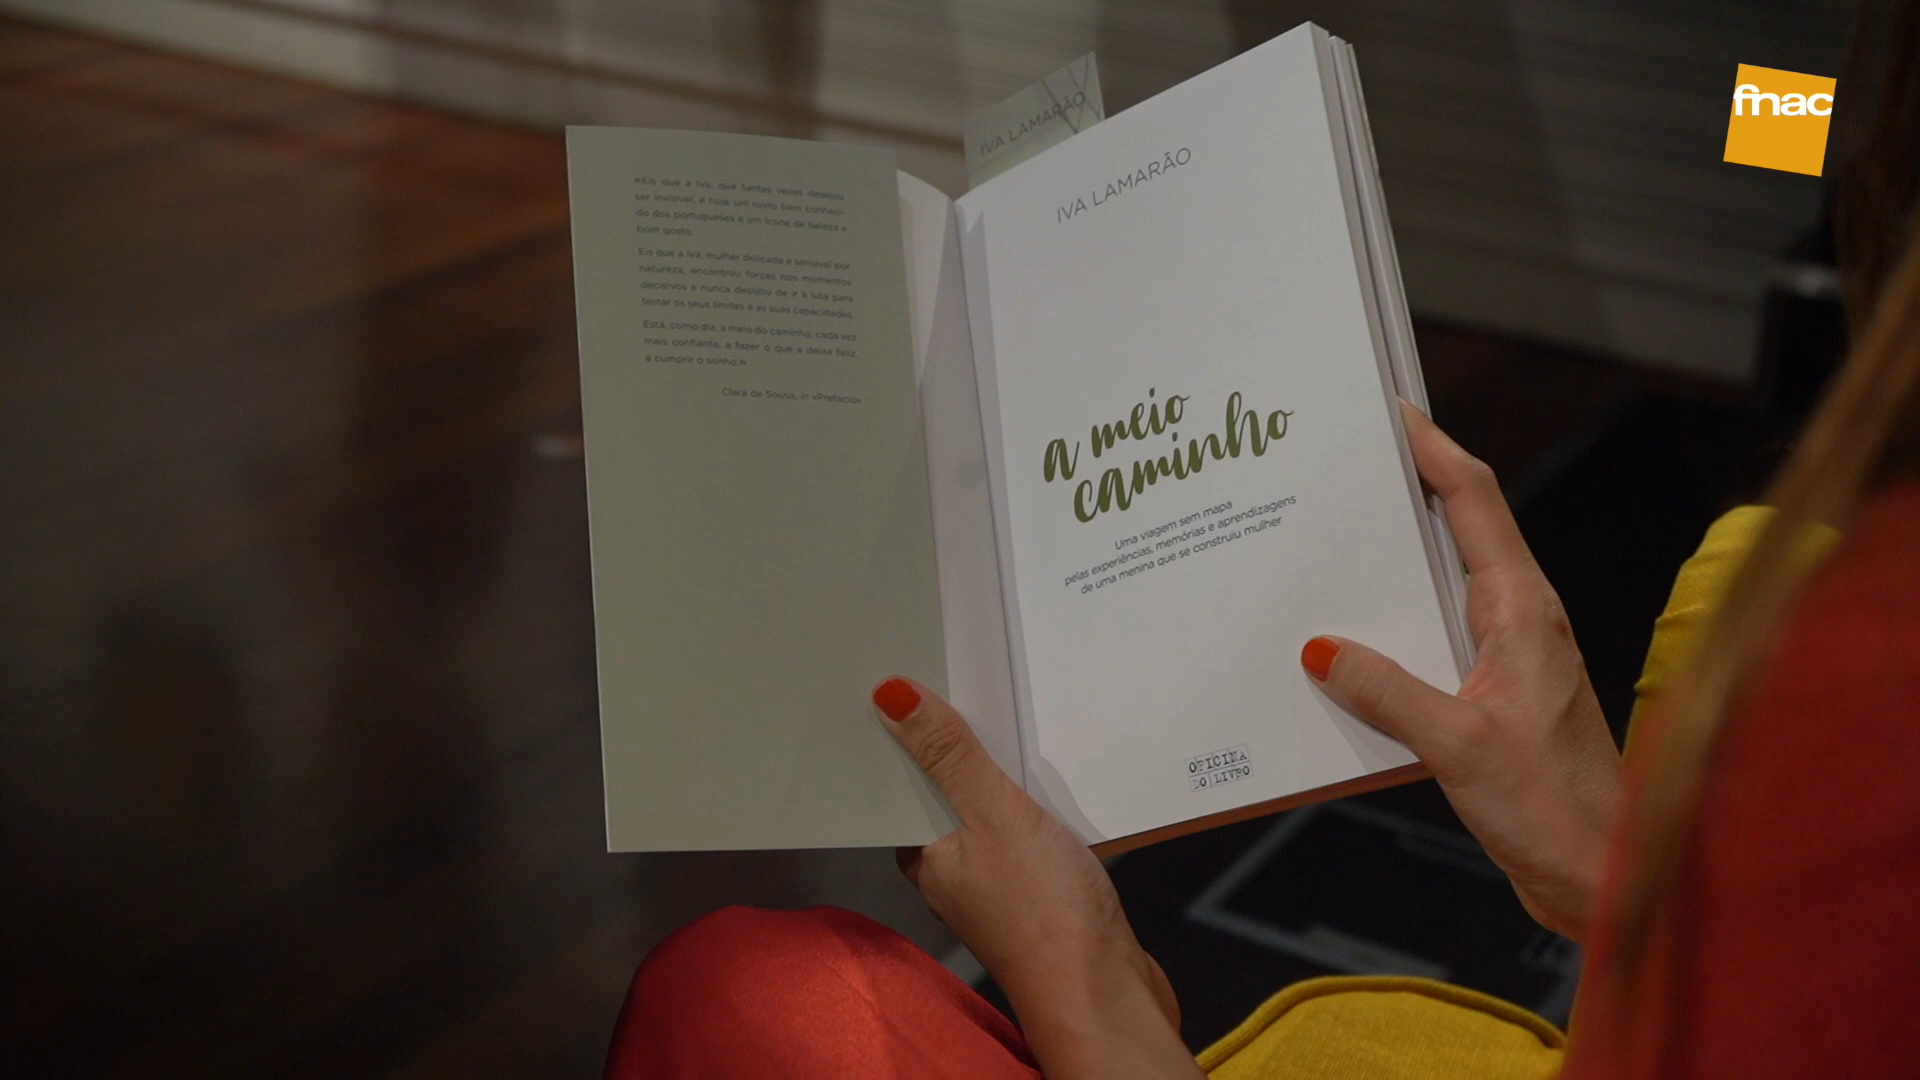 «Eis que a Iva, que tantas vezes desejou
ser invisível, é hoje um rosto bem conheci-
do dos portugueses e um ícone de beleza e
bom gosto.
Eis que a Iva, mulher delicada e sensível por
natureza, encontrou forças nos momentos
decisivos e nunca desistiu de ir à luta para
testar os seus limites e as suas capacidades.
Está, como diz, a meio do caminho, cada vez
mais confiante, a fazer o que a deixa feliz,
a cumprir o sonho.»
Clara de Sousa, in «Prefácio»
IVA LAMARÃO
IVA LAMARÃO
a meio
caminho
Uma viagem sem mapa
pelas experiências, memórias e aprendizagens
de uma menina que se construiu mulher
OFICINA
DO LIVRO
fnac